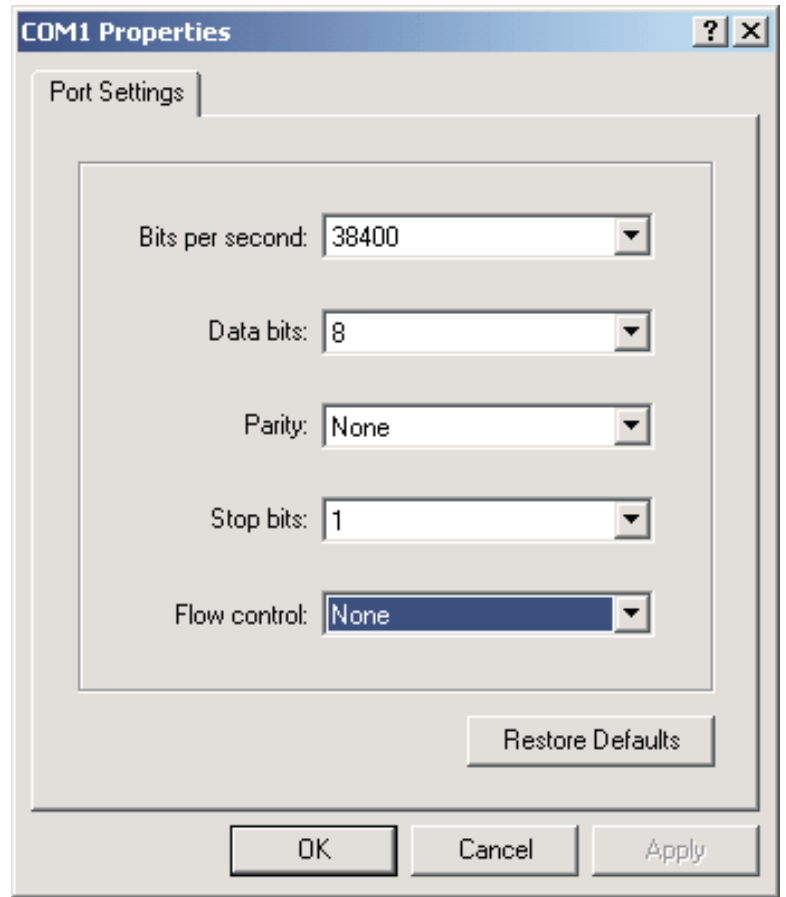 COM1 Properties
Port Settings
Bits per second: 38400
Data bits: 8
Parity: None
Stop bits: 1
Flow control: None
Restore Defaults
OK Cancel Apply